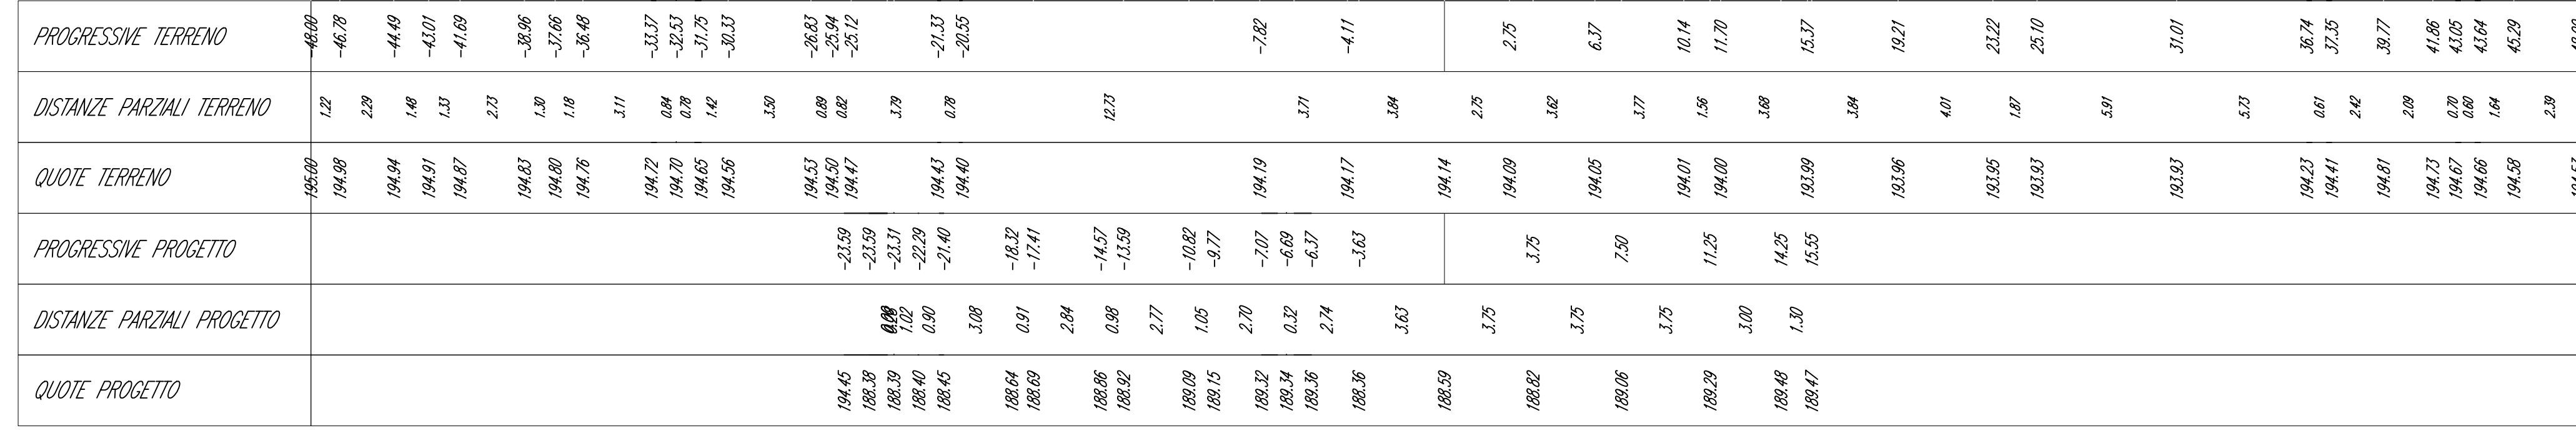 PROGRESSIVE TERRENO -48.00 -46.78 -44.49 -43.01 -41.69 -38.96 -37.66 -36.48 -33.37 -32.53 -31.75 -30.33 -26.83 -25.94 -25.12 -21.33 -20.55 -7.82 -4.11 2.75 6.37 10.14 11.70 15.37 19.21 23.22 25.10 31.01 36.74 37.35 39.77 41.86 43.05 43.64 45.29
DISTANZE PARZIALI TERRENO 1.22 2.29 1.48 1.33 2.73 1.30 1.18 3.11 0.84 0.78 1.42 3.50 0.89 0.82 3.79 0.78 12.73 3.71 3.84 2.75 3.62 3.77 1.56 3.68 3.84 4.01 1.87 5.91 5.73 0.61 2.42 2.09 0.70 0.60 1.64 2.39
QUOTE TERRENO 195.00 194.98 194.94 194.91 194.87 194.83 194.80 194.76 194.72 194.70 194.65 194.56 194.53 194.50 194.47 194.43 194.40 194.19 194.17 194.14 194.09 194.05 194.01 194.00 193.99 193.96 193.95 193.93 193.93 194.23 194.41 194.81 194.73 194.67 194.66 194.58
PROGRESSIVE PROGETTO -23.59 -23.59 -23.31 -22.29 -21.40 -18.32 -17.41 -14.57 -13.59 -10.82 -9.77 -7.07 -6.69 -6.37 -3.63 3.75 7.50 11.25 14.25 15.55
DISTANZE PARZIALI PROGETTO 1.02 0.90 3.08 0.91 2.84 0.98 2.77 1.05 2.70 0.32 2.74 3.63 3.75 3.75 3.75 3.00 1.30
QUOTE PROGETTO 194.45 188.38 188.39 188.40 188.45 188.64 188.69 188.86 188.92 189.09 189.15 189.32 189.34 189.36 188.36 188.59 188.82 189.06 189.29 189.48 189.47